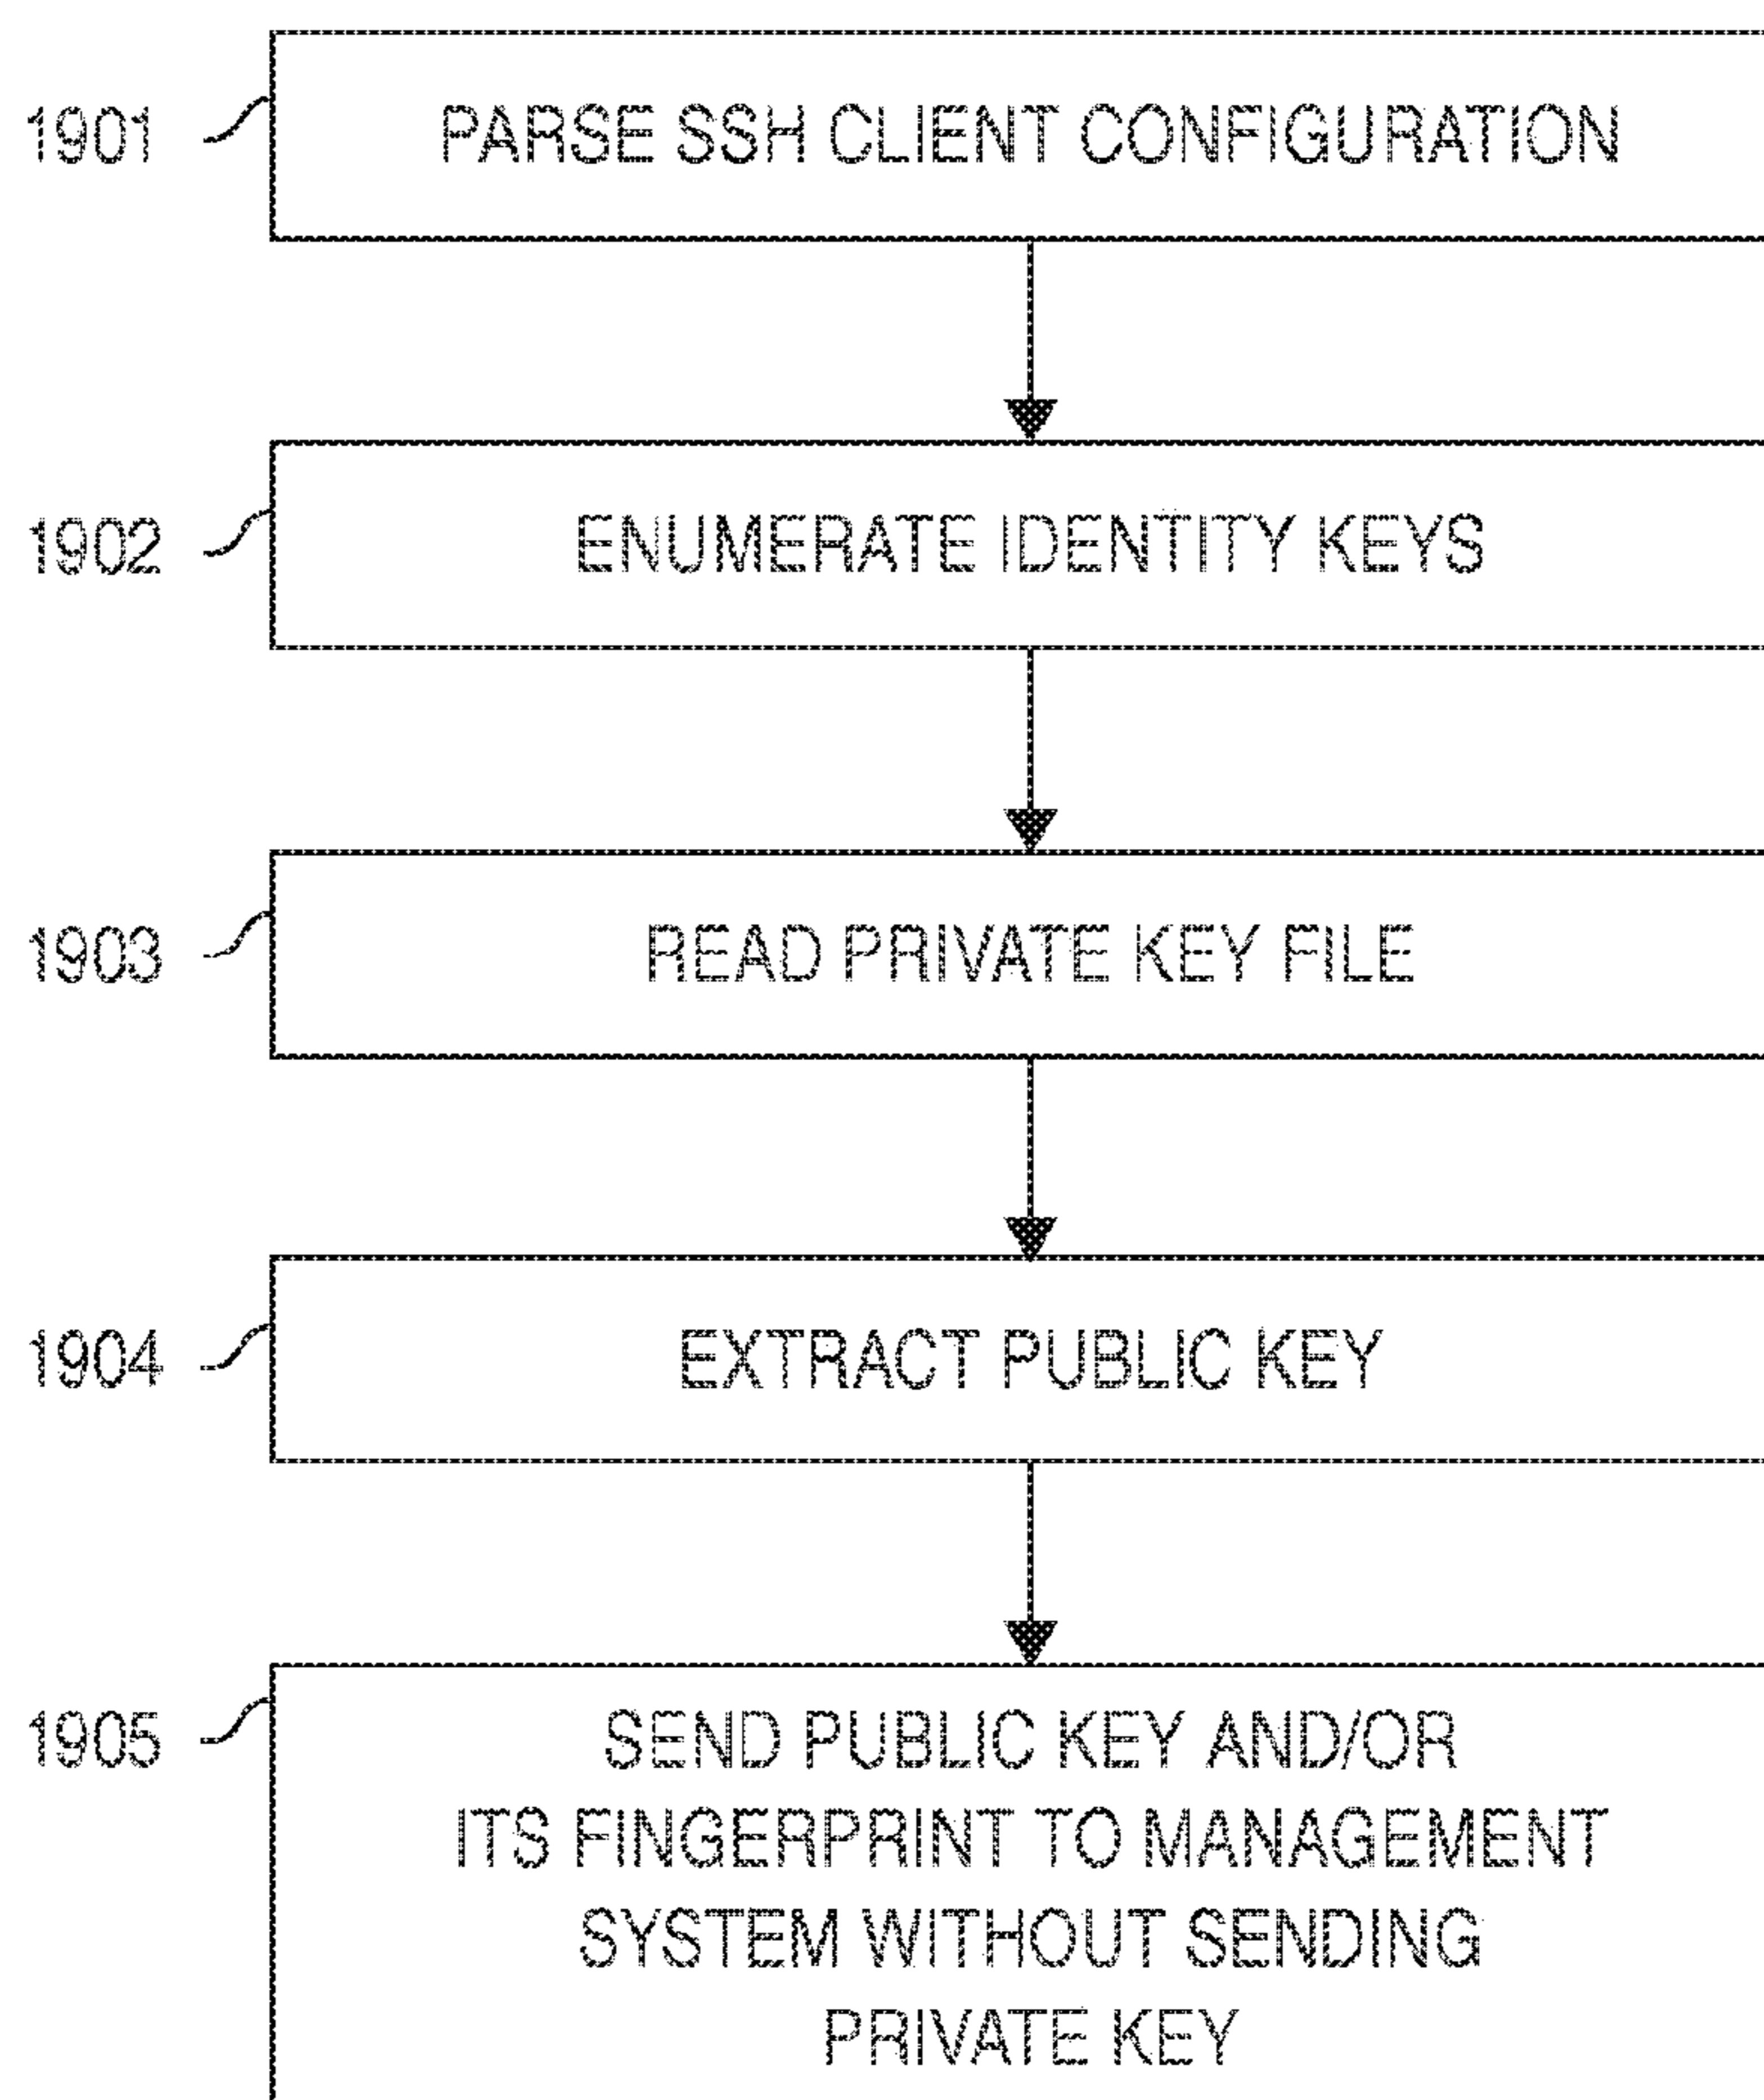 1901 PARSE SSH CLIENT CONFIGURATION
1902 ENUMERATE IDENTITY KEYS
1903 READ PRIVATE KEY FILE
1904 EXTRACT PUBLIC KEY
1905 SEND PUBLIC KEY AND/OR
ITS FINGERPRINT TO MANAGEMENT
SYSTEM WITHOUT SENDING
PRIVATE KEY